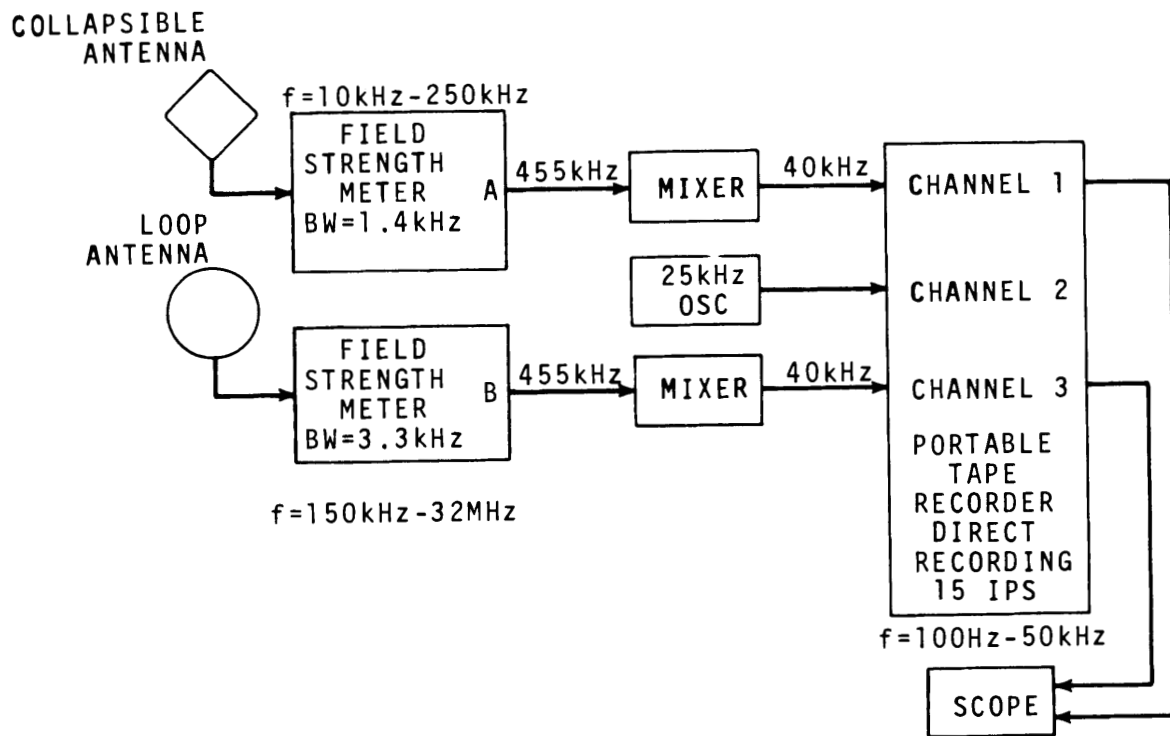 COLLAPSIBLE
ANTENNA
f=10kHz-250kHz
FIELD
STRENGTH
METER
BW=1.4kHz
A
455kHz
MIXER
40kHz
CHANNEL 1
LOOP
ANTENNA
25kHz
OSC
CHANNEL 2
FIELD
STRENGTH
METER
BW=3.3kHz
B
455kHz
MIXER
40kHz
CHANNEL 3
PORTABLE
TAPE
RECORDER
DIRECT
RECORDING
15 IPS
f=150kHz-32MHz
f=100Hz-50kHz
SCOPE